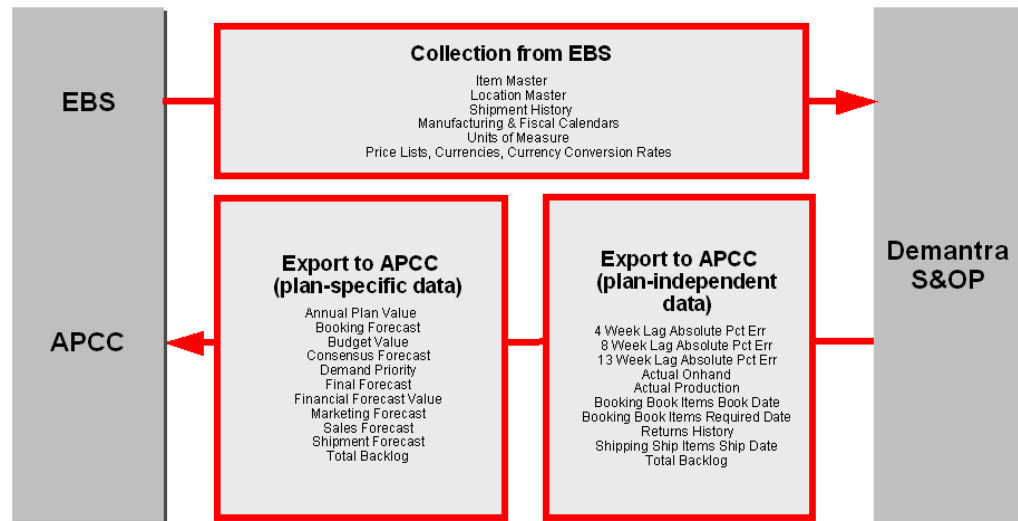 EBS
Collection from EBS
Item Master
Location Master
Shipment History
Manufacturing & Fiscal Calendars
Units of Measure
Price Lists, Currencies, Currency Conversion Rates
APCC
Export to APCC
(plan-specific data)
Annual Plan Value
Booking Forecast
Budget Value
Consensus Forecast
Demand Priority
Final Forecast
Financial Forecast Value
Marketing Forecast
Sales Forecast
Shipment Forecast
Total Backlog
Export to APCC
(plan-independent
data)
4 Week Lag Absolute Pct Err
8 Week Lag Absolute Pct Err
13 Week Lag Absolute Pct Err
Actual Onhand
Actual Production
Booking Book Items Book Date
Booking Book Items Required Date
Returns History
Shipping Ship Items Ship Date
Total Backlog
Demantra
S&OP